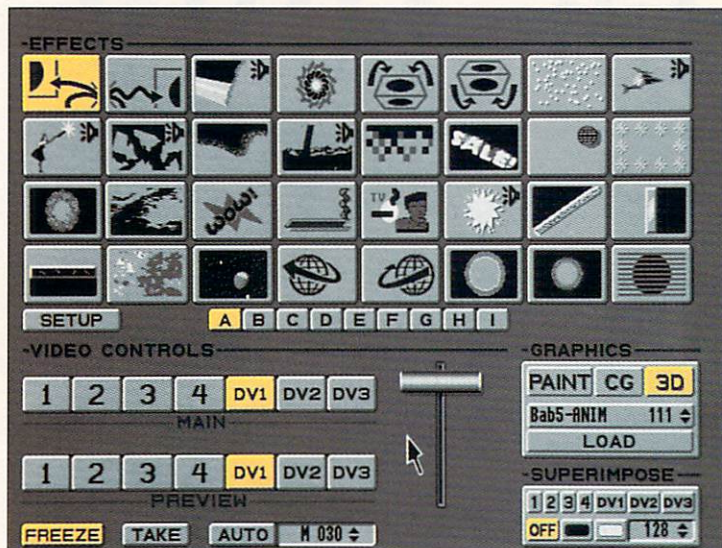 EFFECTS
SALE!
WOW!
TV
SETUP A B C D E F G H I
VIDEO CONTROLS
1 2 3 4 DV1 DV2 DV3
MAIN
1 2 3 4 DV1 DV2 DV3
PREVIEW
FREEZE TAKE AUTO M 030
GRAPHICS
PAINT CG 3D
Bab5-ANIM 111
LOAD
SUPERIMPOSE
1 2 3 4 DV1 DV2 DV3
OFF 128